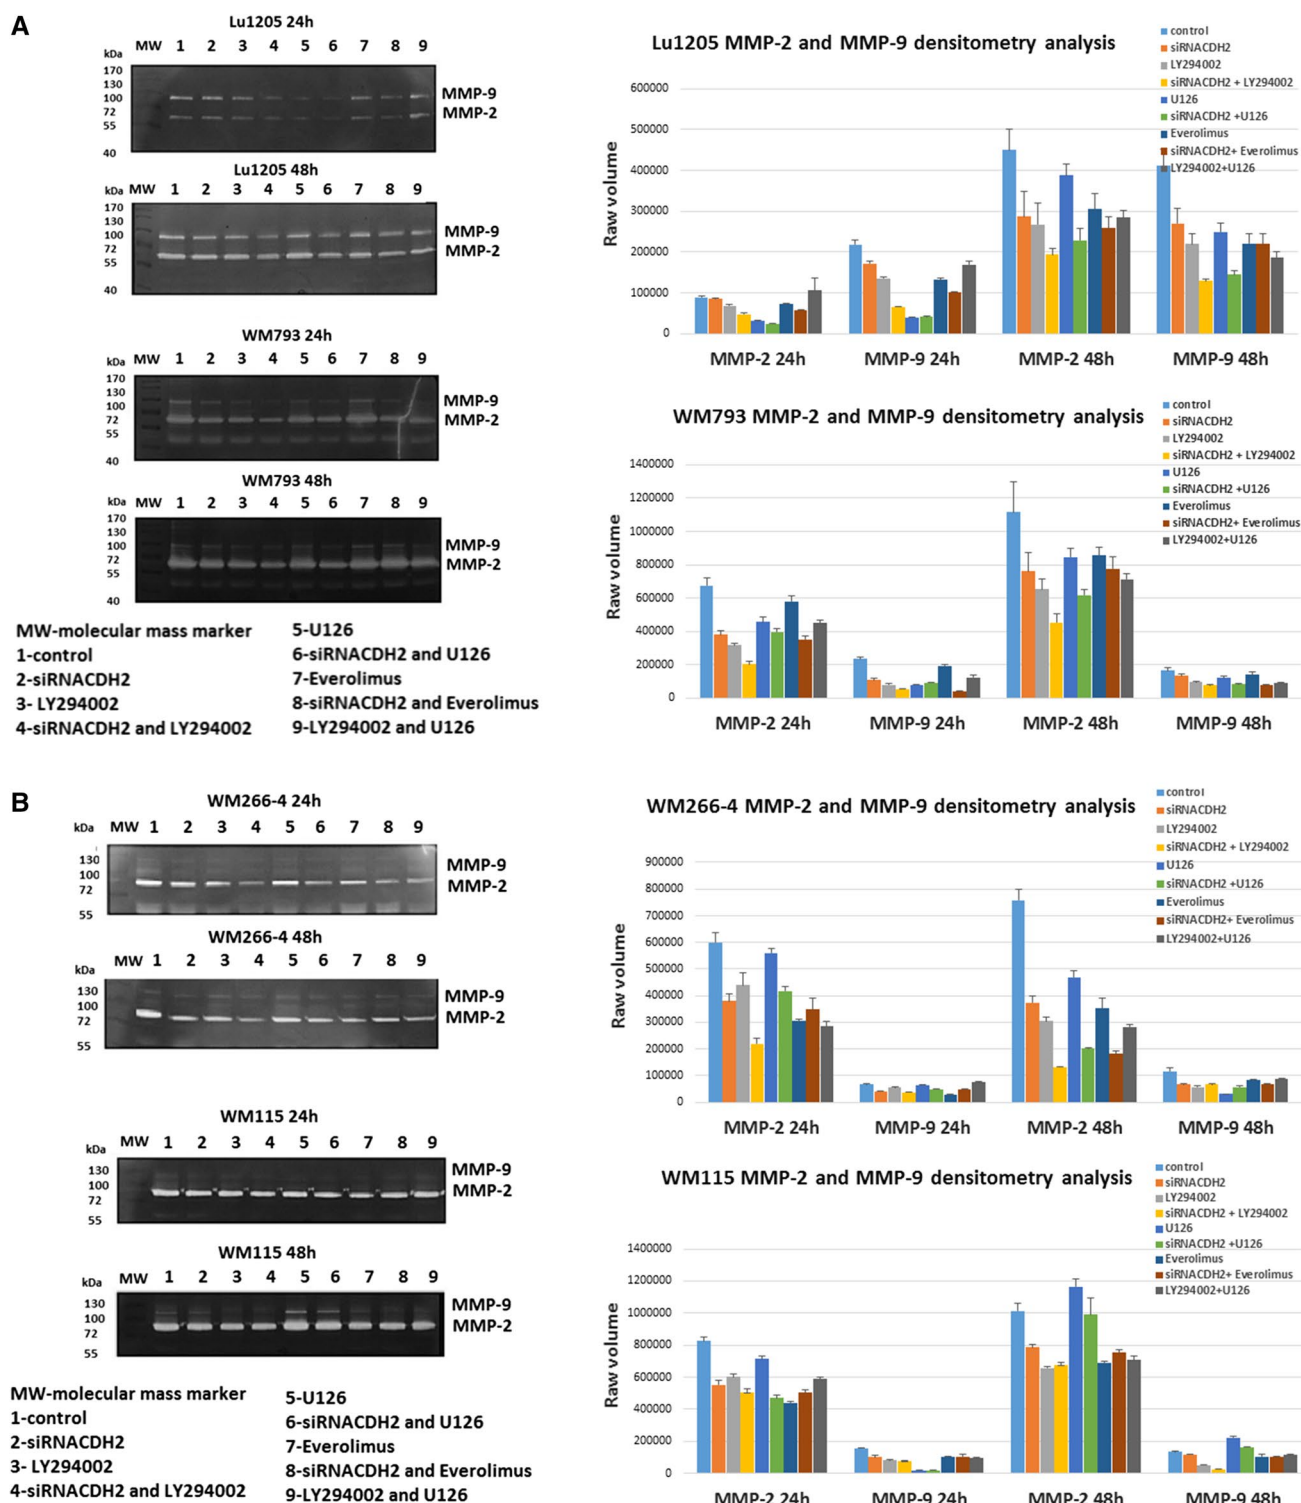 A
Lu1205 24h
kDa MW 1 2 3 4 5 6 7 8 9
170
130
100
72
55
40
MMP-9
MMP-2
Lu1205 48h
MW 1 2 3 4 5 6 7 8 9
170
130
100
72
55
40
MMP-9
MMP-2
WM793 24h
kDa MW 1 2 3 4 5 6 7 8 9
170
130
100
72
55
40
MMP-9
MMP-2
WM793 48h
kDa MW 1 2 3 4 5 6 7 8 9
170
130
100
72
55
40
MMP-9
MMP-2
MW-molecular mass marker
1-control
2-siRNACDH2
3- LY294002
4-siRNACDH2 and LY294002
5-U126
6-siRNACDH2 and U126
7-Everolimus
8-siRNACDH2 and Everolimus
9-LY294002 and U126
Lu1205 MMP-2 and MMP-9 densitometry analysis
control
siRNACDH2
LY294002
siRNACDH2 + LY294002
U126
siRNACDH2 +U126
Everolimus
siRNACDH2+ Everolimus
LY294002+U126
Raw volume
600000
500000
400000
300000
200000
100000
0
MMP-2 24h MMP-9 24h MMP-2 48h MMP-9 48h
WM793 MMP-2 and MMP-9 densitometry analysis
control
siRNACDH2
LY294002
siRNACDH2 + LY294002
U126
siRNACDH2 +U126
Everolimus
siRNACDH2+ Everolimus
LY294002+U126
Raw volume
1400000
1200000
1000000
800000
600000
400000
200000
0
MMP-2 24h MMP-9 24h MMP-2 48h MMP-9 48h
B
WM266-4 24h
kDa MW 1 2 3 4 5 6 7 8 9
130
100
72
55
MMP-9
MMP-2
WM266-4 48h
kDa MW 1 2 3 4 5 6 7 8 9
130
100
72
55
MMP-9
MMP-2
WM115 24h
kDa MW 1 2 3 4 5 6 7 8 9
130
100
72
55
MMP-9
MMP-2
WM115 48h
kDa MW 1 2 3 4 5 6 7 8 9
130
100
72
55
MMP-9
MMP-2
MW-molecular mass marker
1-control
2-siRNACDH2
3- LY294002
4-siRNACDH2 and LY294002
5-U126
6-siRNACDH2 and U126
7-Everolimus
8-siRNACDH2 and Everolimus
9-LY294002 and U126
WM266-4 MMP-2 and MMP-9 densitometry analysis
control
siRNACDH2
LY294002
siRNACDH2 + LY294002
U126
siRNACDH2 +U126
Everolimus
siRNACDH2+ Everolimus
LY294002+U126
Raw volume
900000
800000
700000
600000
500000
400000
300000
200000
100000
0
MMP-2 24h MMP-9 24h MMP-2 48h MMP-9 48h
WM115 MMP-2 and MMP-9 densitometry analysis
control
siRNACDH2
LY294002
siRNACDH2 + LY294002
U126
siRNACDH2 +U126
Everolimus
siRNACDH2+ Everolimus
LY294002+U126
Raw volume
1400000
1200000
1000000
800000
600000
400000
200000
0
MMP-2 24h MMP-9 24h MMP-2 48h MMP-9 48h